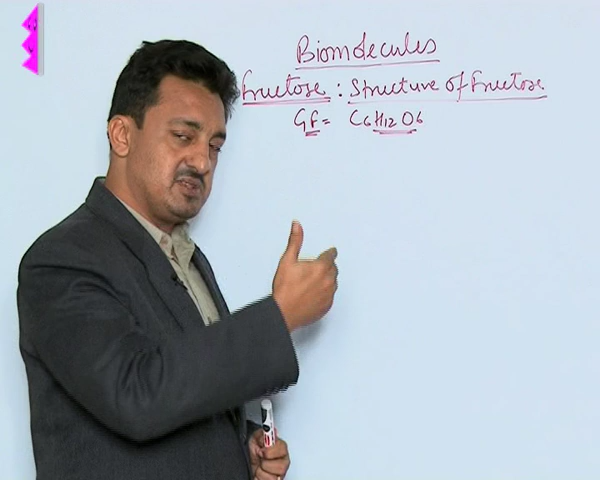 Biomolecules
Fructose : Structure of Fructose
GF = C6H12O6